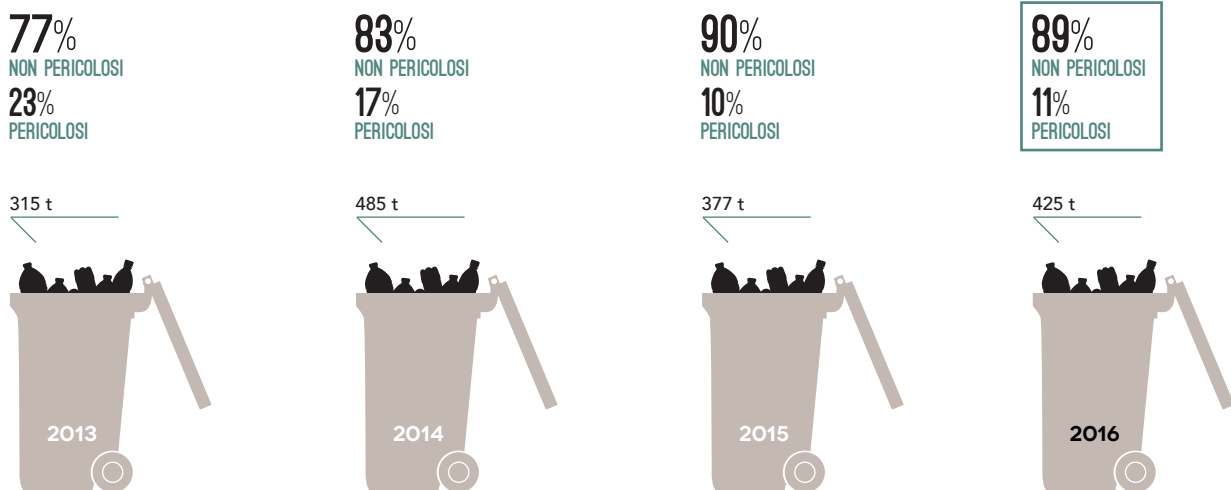 77%
NON PERICOLOSI
23%
PERICOLOSI
315 t
2013
83%
NON PERICOLOSI
17%
PERICOLOSI
485 t
2014
90%
NON PERICOLOSI
10%
PERICOLOSI
377 t
2015
89%
NON PERICOLOSI
11%
PERICOLOSI
425 t
2016